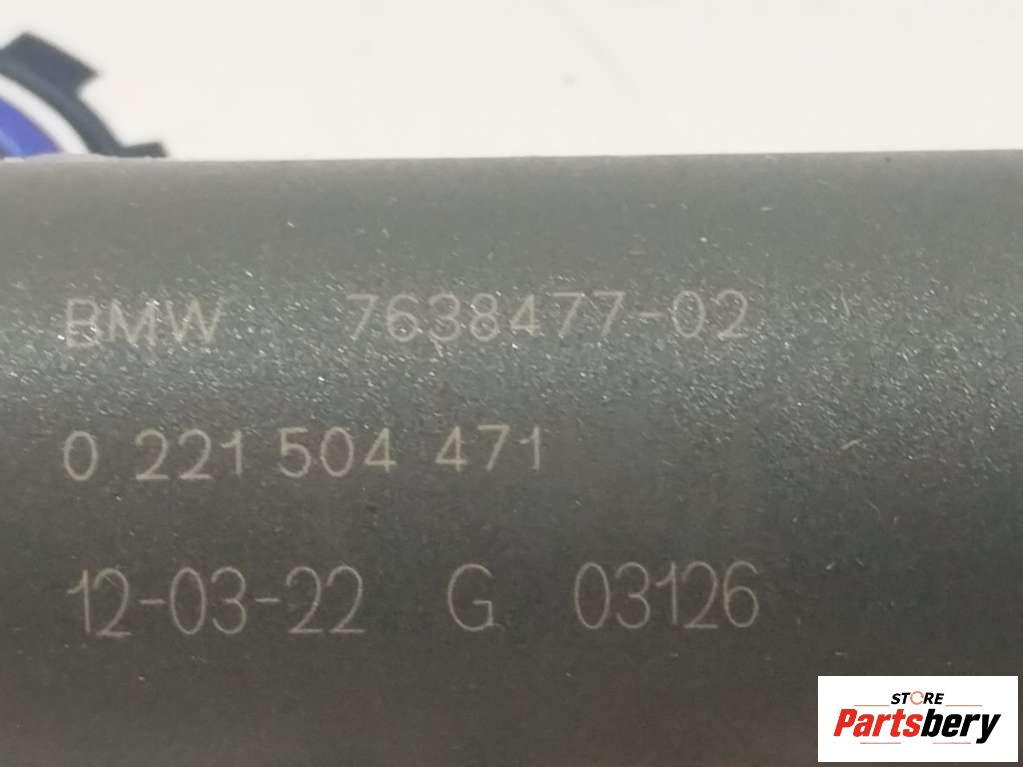 BMW 7638477-02
0 221 504 471
12-03-22 G 03126
STORE
Partsbery